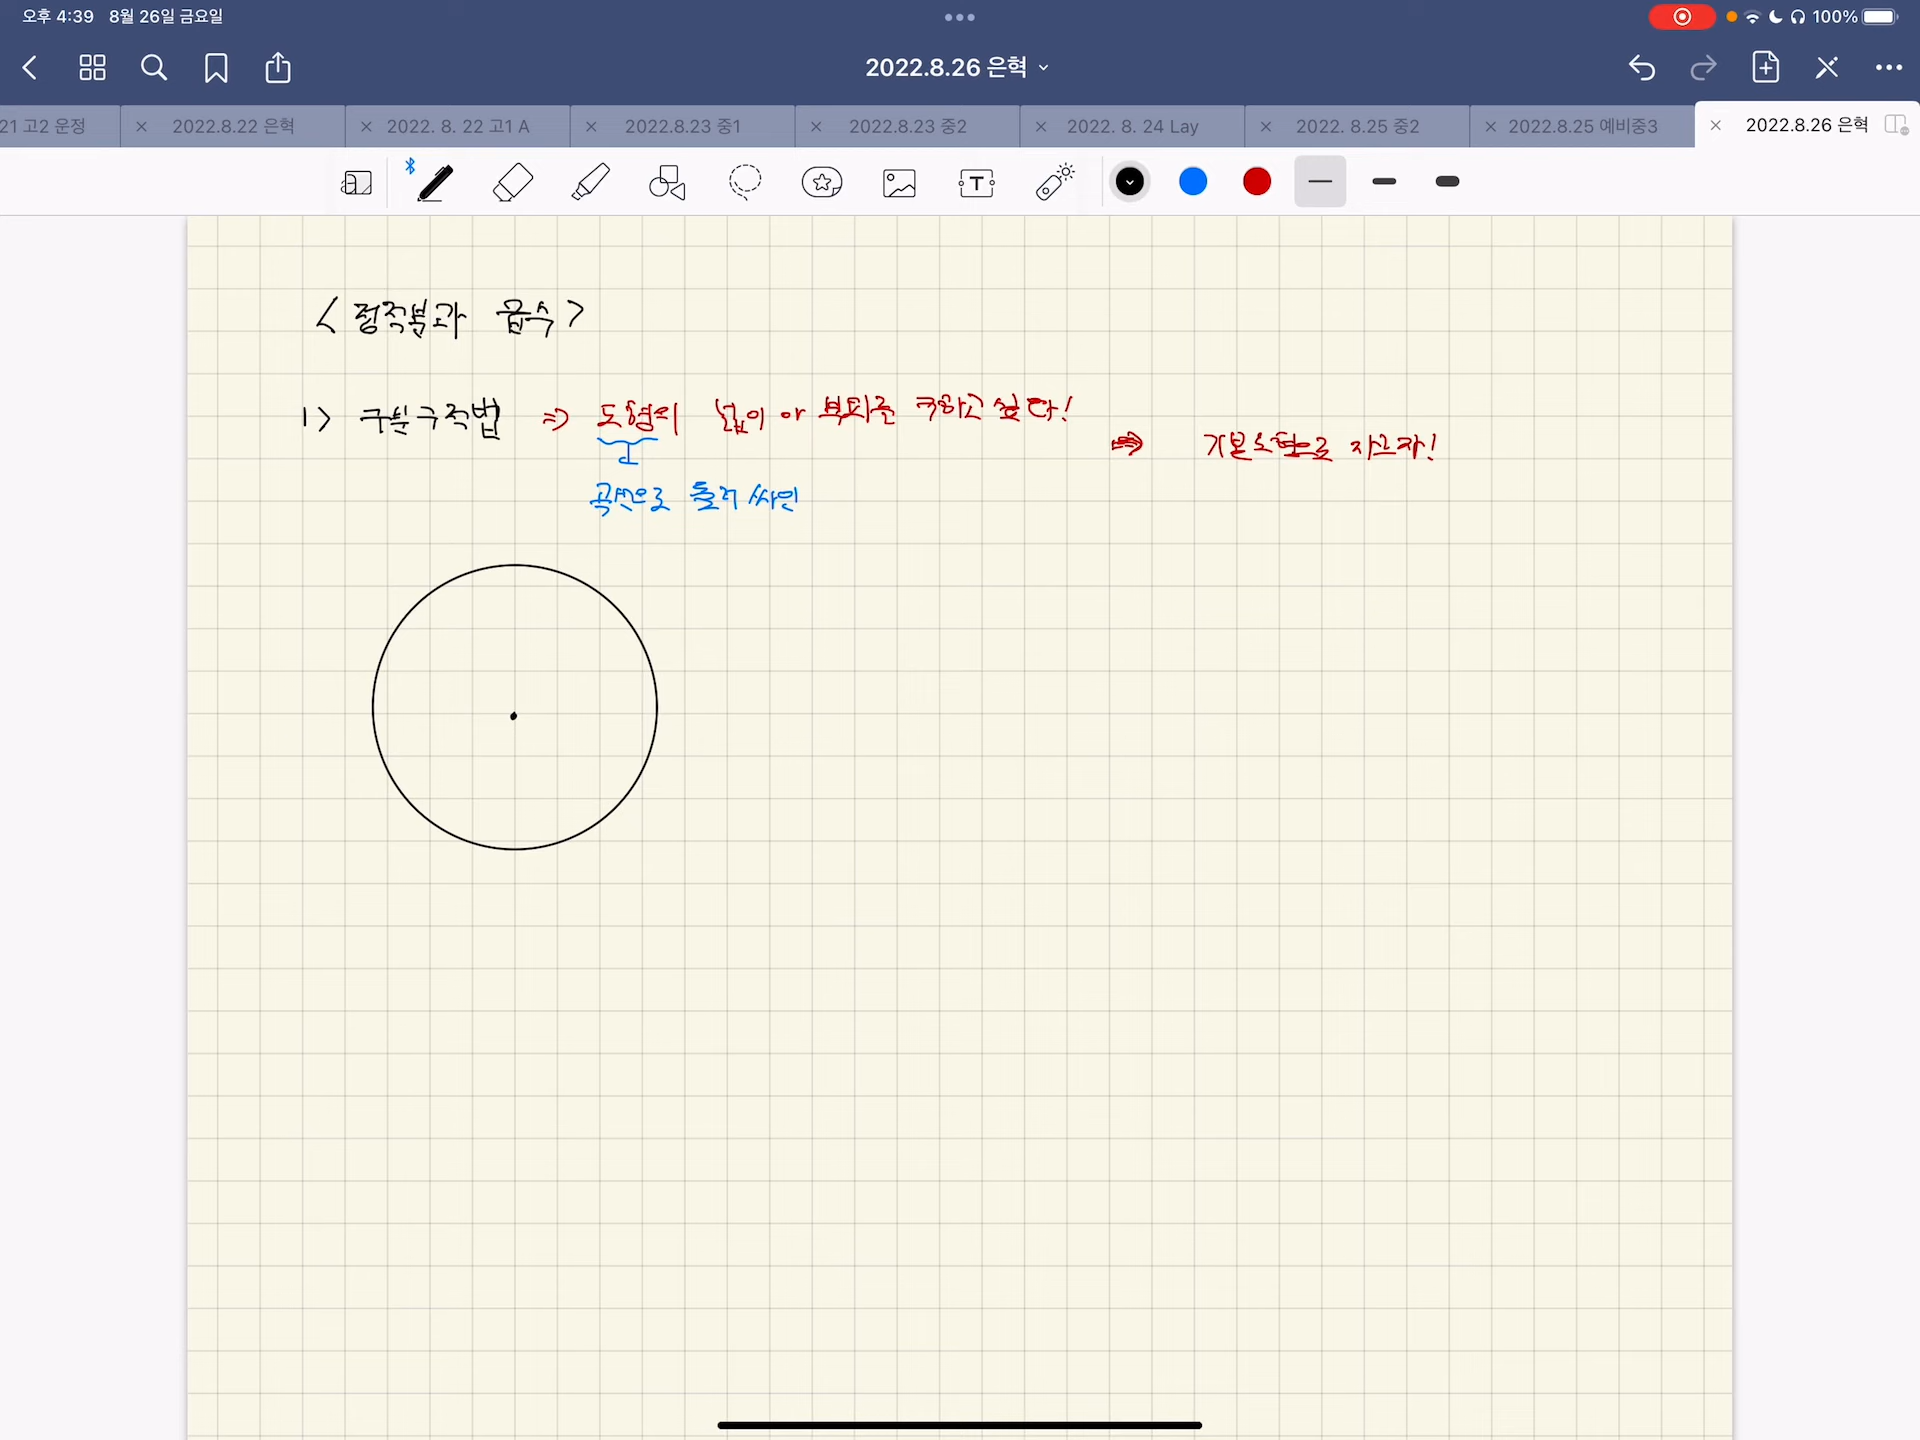 오후 4:39 8월 26일 금요일
100%
2022.8.26 은혁
21 고2 운정
2022.8.22 은혁
2022. 8. 22 고1 A
2022.8.23 중1
2022.8.23 중2
2022. 8. 24 Lay
2022. 8.25 중2
2022.8.25 예비중3
2022.8.26 은혁
T
<정적분과 급수>
1> 구분구적법 => 도형의 넓이 or 부피를 구하고 싶다!
=> 기본도형으로 자르자!
곡선으로 둘러싸인